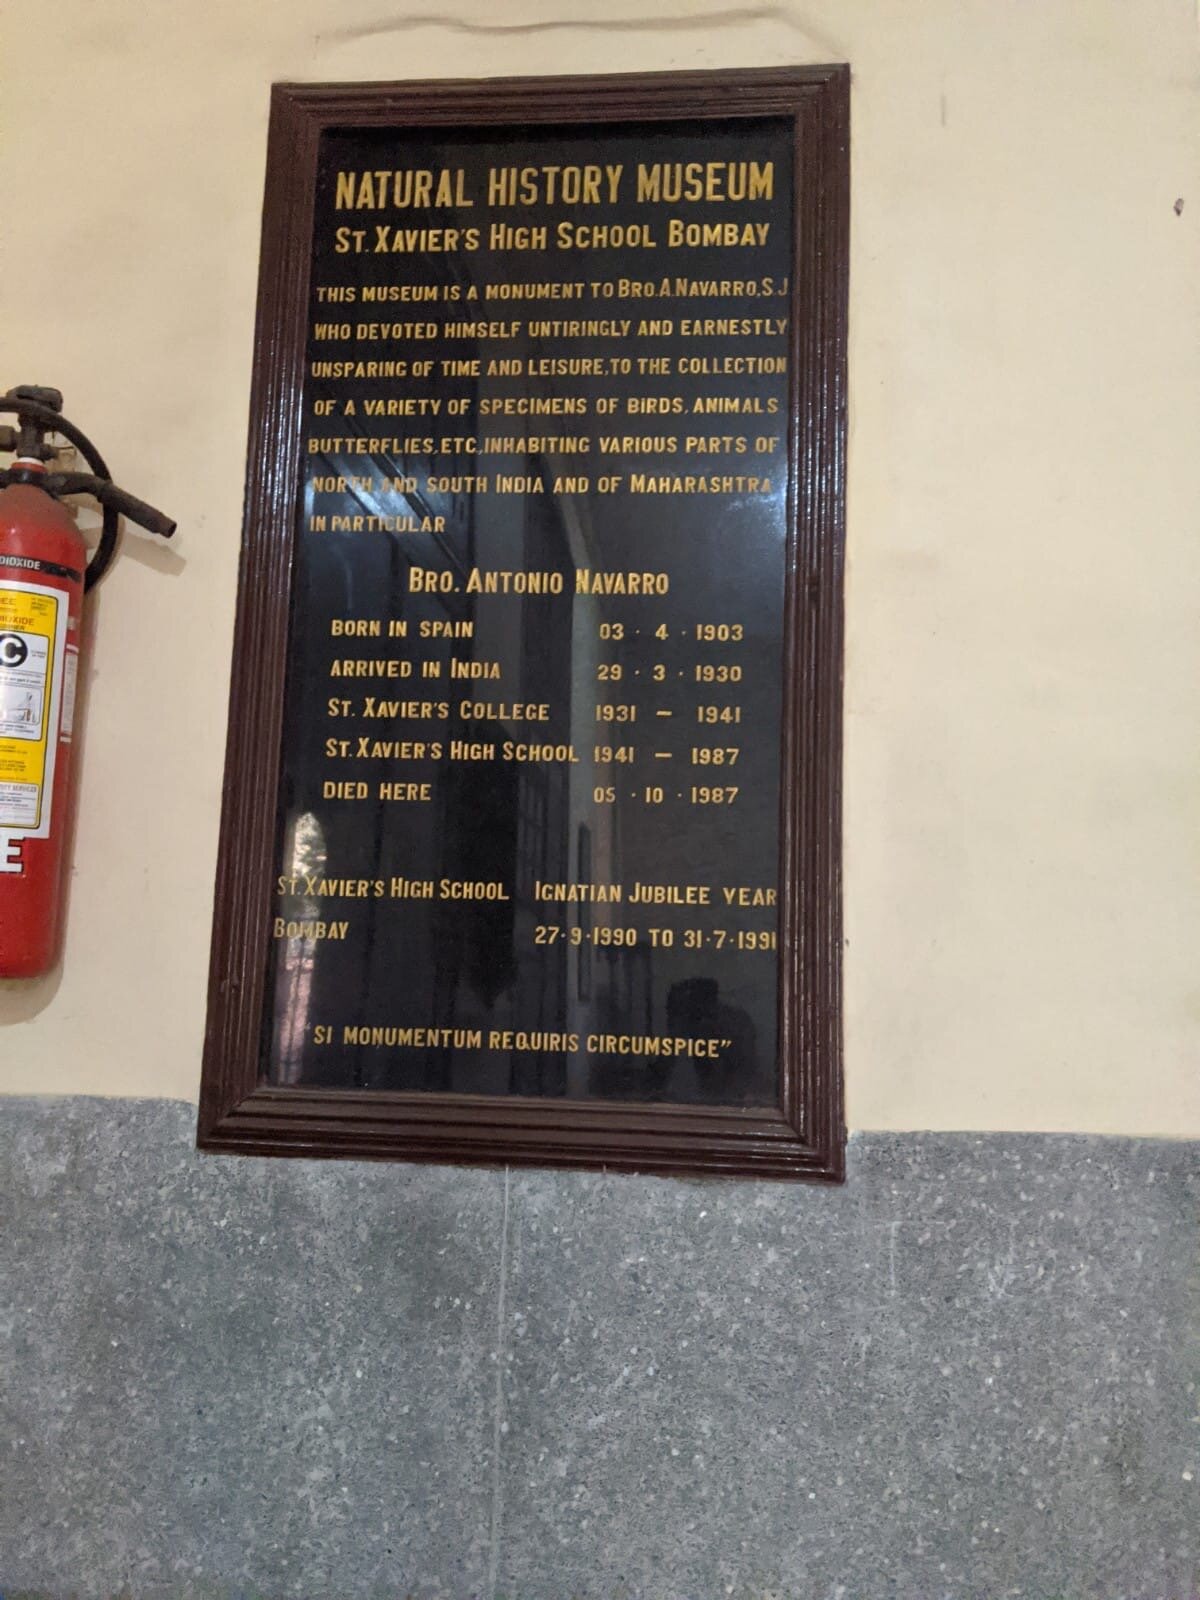 NATURAL HISTORY MUSEUM
ST. XAVIER'S HIGH SCHOOL BOMBAY
THIS MUSEUM IS A MONUMENT TO BRO.A.NAVARRO,S.J
WHO DEVOTED HIMSELF UNTIRINGLY AND EARNESTLY
UNSPARING OF TIME AND LEISURE,TO THE COLLECTION
OF A VARIETY OF SPECIMENS OF BIRDS, ANIMALS
BUTTERFLIES,ETC.,INHABITING VARIOUS PARTS OF
NORTH AND SOUTH INDIA AND OF MAHARASHTRA
IN PARTICULAR
BRO. ANTONIO NAVARRO
BORN IN SPAIN 03 · 4 · 1903
ARRIVED IN INDIA 29 · 3 · 1930
ST. XAVIER'S COLLEGE 1931 – 1941
ST. XAVIER'S HIGH SCHOOL 1941 – 1987
DIED HERE 05 · 10 · 1987
ST. XAVIER'S HIGH SCHOOL IGNATIAN JUBILEE YEAR
BOMBAY 27·9·1990 TO 31·7·1991
"SI MONUMENTUM REQUIRIS CIRCUMSPICE"
DIOXIDE
C
E